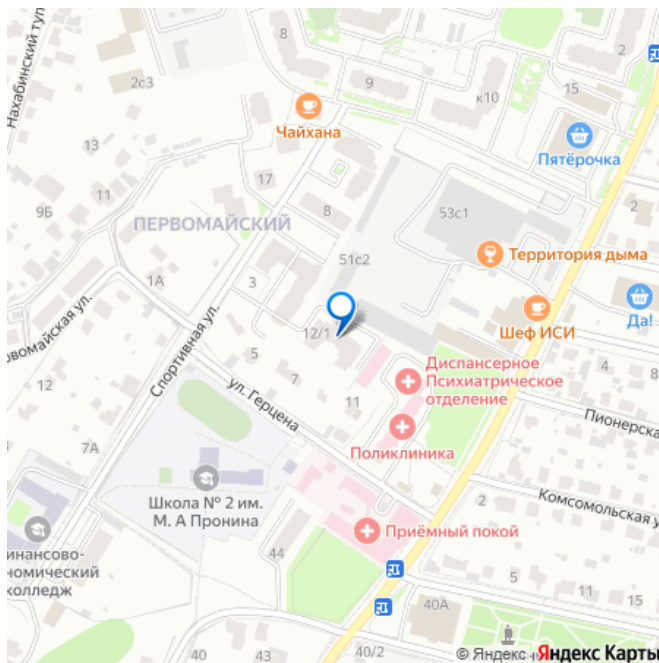 Нахабинский туп
8
2
2с3
9
15
к10
Чайхана
Пятёрочка
13
11
17
9Б
8
53с1
2
ПЕРВОМАЙСКИЙ
Территория дыма
51с2
1А
3
Да!
Шеф ИСИ
рвомайская ул.
Спортивная ул.
12/1
5
4
Диспансерное
Психиатрическое
отделение
12
7
ул. Герцена
11
Пионерска
7А
Поликлиника
Школа № 2 им.
М. А Пронина
2
Комсомольская у
Приёмный покой
инансово-
номический
колледж
44
5
11
15
40А
40
43
40/2
© Яндекс Яндекс Карты